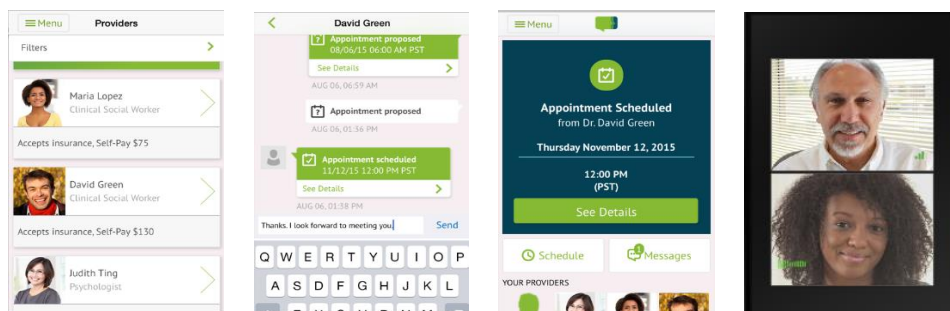 Menu
Providers
Filters
Maria Lopez
Clinical Social Worker
Accepts insurance, Self-Pay $75
David Green
Clinical Social Worker
Accepts insurance, Self-Pay $130
Judith Ting
Psychologist
David Green
? Appointment proposed
08/06/15 06:00 AM PST
See Details
AUG 06, 06:59 AM
? Appointment proposed
AUG 06, 01:36 PM
Appointment scheduled
11/12/15 12:00 PM PST
See Details
AUG 06, 01:38 PM
Thanks. I look forward to meeting you.
Send
Q W E R T Y U I O P
A S D F G H J K L
Menu
Appointment Scheduled
from Dr. David Green
Thursday November 12, 2015
12:00 PM
(PST)
See Details
Schedule
1
Messages
YOUR PROVIDERS